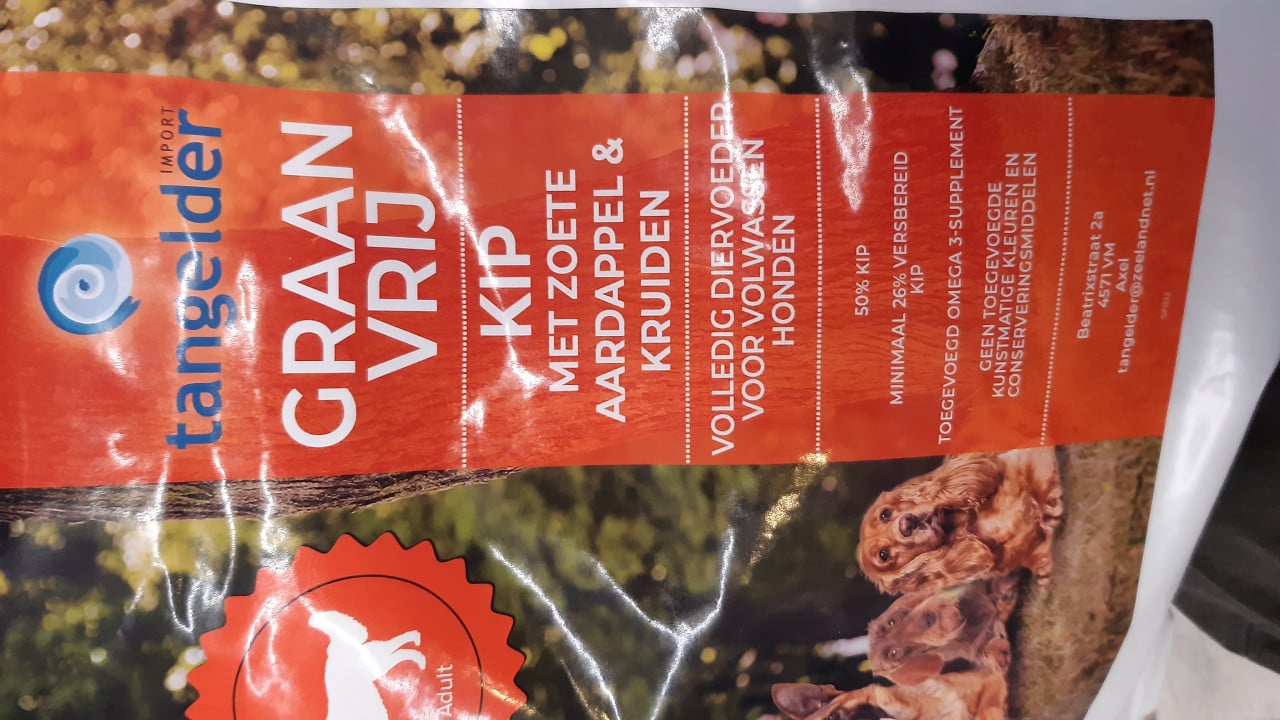 tangelder
IMPORT
GRAAN
VRIJ
KIP
MET ZOETE
AARDAPPEL &
KRUIDEN
VOLLEDIG DIERVOEDER
VOOR VOLWASSEN
HONDEN
50% KIP
MINIMAAL 26% VERSBEREID
KIP
TOEGEVOEGD OMEGA 3-SUPPLEMENT
GEEN TOEGEVOEGDE
KUNSTMATIGE KLEUREN EN
CONSERVERINGSMIDDELEN
Beatrixstraat 2a
4571 VM
Axel
tangelder@zeelandnet.nl
Adult